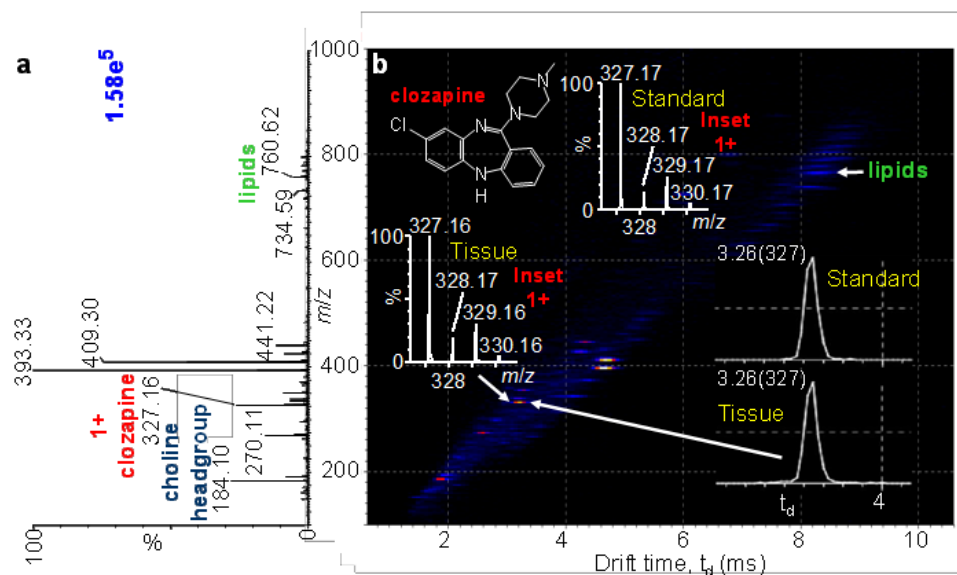 a
1.58e5
lipids
760.62
734.59
m/z
1000
800
600
400
200
393.33
409.30
441.22
1+
clozapine
327.16
choline
headgroup
184.10
270.11
100
%
0
b
clozapine
Cl
N
N
N
N
H
327.17
100
Standard
328.17
Inset
1+
329.17
330.17
%
0
328
m/z
lipids
327.16
100
Tissue
328.17
Inset
1+
329.16
330.16
%
0
328
m/z
3.26(327)
Standard
3.26(327)
Tissue
td
4
2
4
6
8
10
Drift time, td (ms)